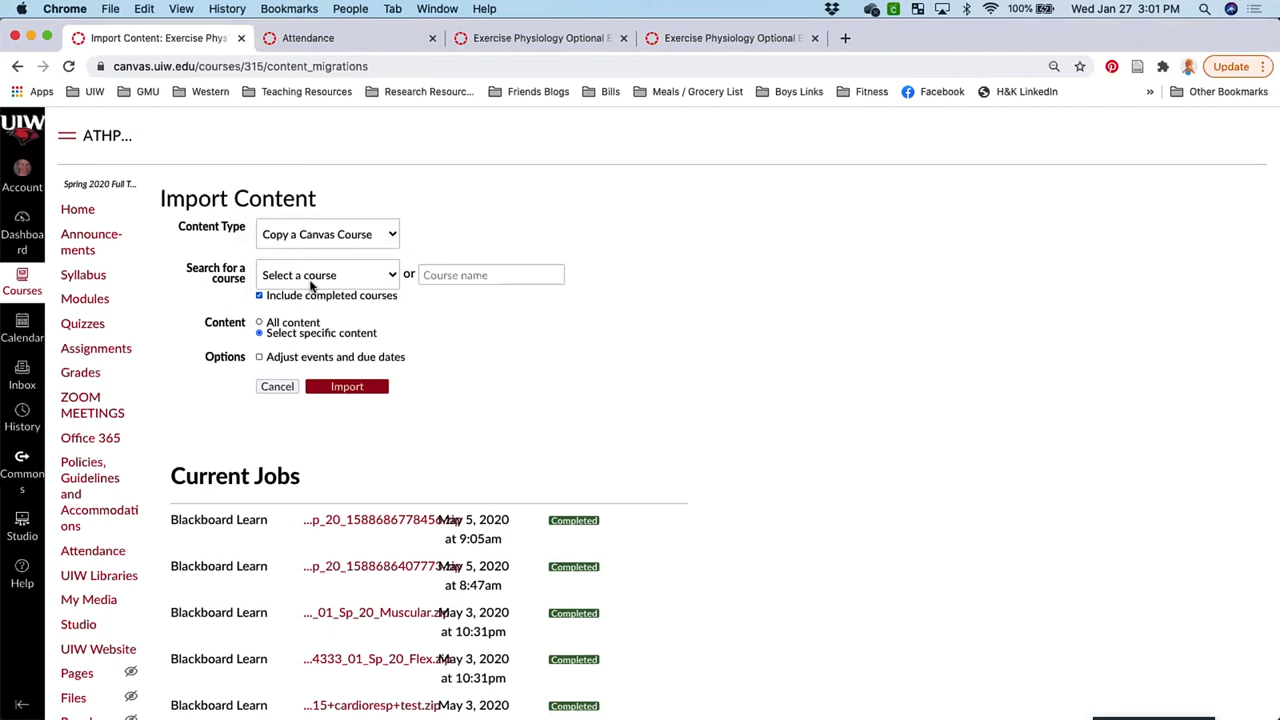 Chrome File Edit View History Bookmarks People Tab Window Help 100% Wed Jan 27 3:01 PM
Import Content: Exercise Phys Attendance Exercise Physiology Optional E Exercise Physiology Optional E
canvas.uiw.edu/courses/315/content_migrations Update
Apps UIW GMU Western Teaching Resources Research Resourc... Friends Blogs Bills Meals / Grocery List Boys Links Fitness Facebook H&K LinkedIn » Other Bookmarks
UIW
ATHP...
Account
Dashboa
rd
Courses
Calendar
Inbox
History
Common
s
Studio
Help
Spring 2020 Full T...
Home
Announce-
ments
Syllabus
Modules
Quizzes
Assignments
Grades
ZOOM
MEETINGS
Office 365
Policies,
Guidelines
and
Accommodati
ons
Attendance
UIW Libraries
My Media
Studio
UIW Website
Pages
Files
Import Content
Content Type Copy a Canvas Course
Search for a
course
Select a course or Course name
Include completed courses
Content All content
Select specific content
Options Adjust events and due dates
Cancel Import
Current Jobs
Blackboard Learn ...p_20_1588686778456.zip May 5, 2020 Completed
at 9:05am
Blackboard Learn ...p_20_1588686407773.zip May 5, 2020 Completed
at 8:47am
Blackboard Learn ..._01_Sp_20_Muscular.zip May 3, 2020 Completed
at 10:31pm
Blackboard Learn ...4333_01_Sp_20_Flex.zip May 3, 2020 Completed
at 10:31pm
Blackboard Learn ...15+cardioresp+test.zip May 3, 2020 Completed